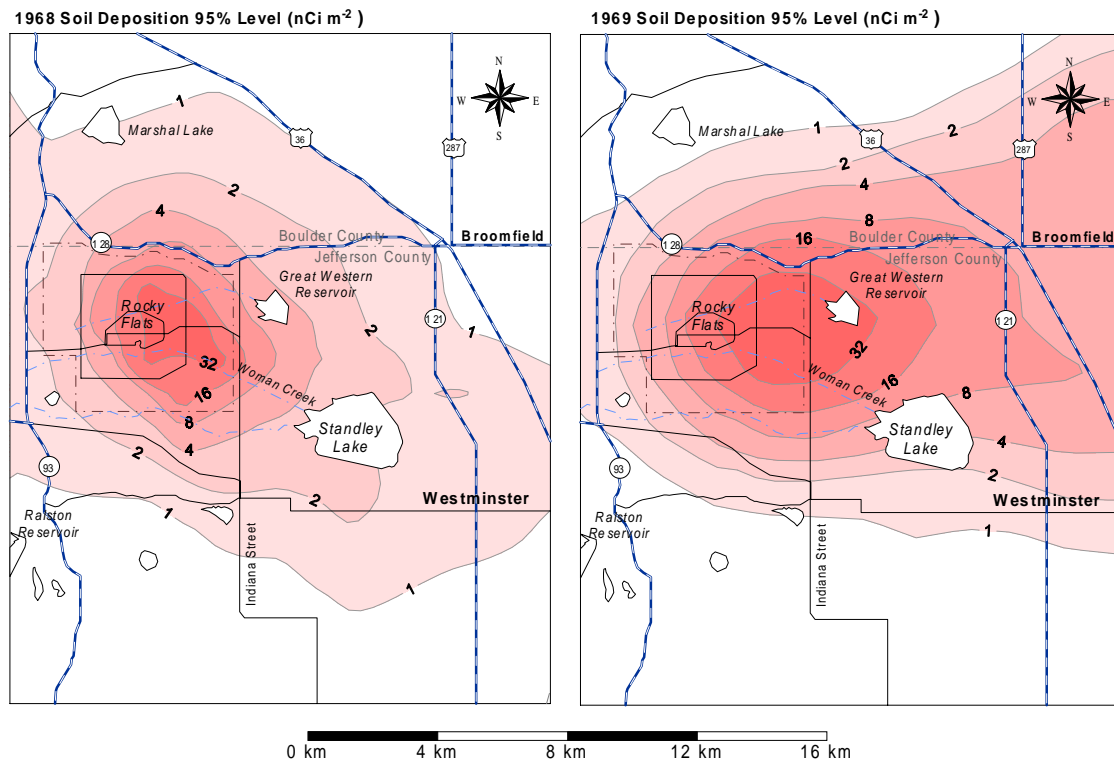 1968 Soil Deposition 95% Level (nCi m-2)
N
W
E
S
1
Marshal Lake
36
287
2
4
128
Boulder County
Jefferson County
Broomfield
Great Western
Reservoir
Rocky
Flats
121
2
1
32
Woman Creek
16
8
4
2
Standley
Lake
93
2
Westminster
1
Ralston
Reservoir
Indiana Street
1
1969 Soil Deposition 95% Level (nCi m-2)
N
W
E
S
1
2
Marshal Lake
36
287
2
4
8
128
16
Boulder County
Jefferson County
Broomfield
Great Western
Reservoir
Rocky
Flats
121
32
Woman Creek
16
8
Standley
Lake
4
93
2
Westminster
Ralston
Reservoir
1
Indiana Street
0 km
4 km
8 km
12 km
16 km